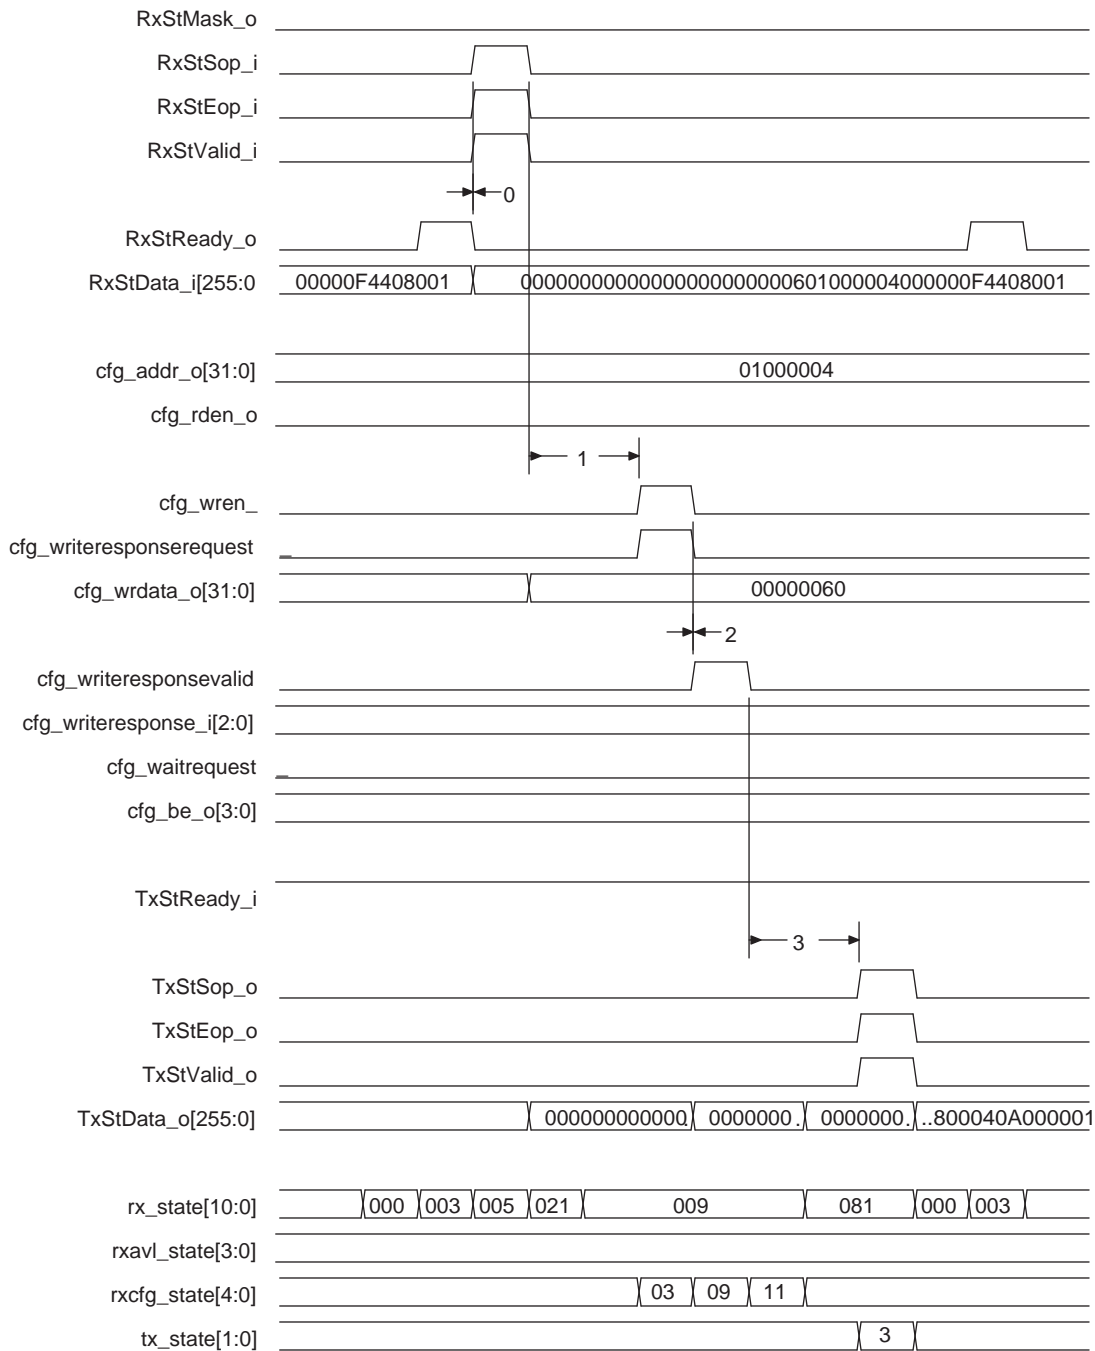 RxStMask_o
RxStSop_i
RxStEop_i
RxStValid_i
0
RxStReady_o
RxStData_i[255:0 00000F4408001 0000000000000000000000000601000004000000F4408001
cfg_addr_o[31:0] 01000004
cfg_rden_o
1
cfg_wren_
cfg_writeresponserequest _
cfg_wrdata_o[31:0] 00000060
2
cfg_writeresponsevalid
cfg_writeresponse_i[2:0]
cfg_waitrequest _
cfg_be_o[3:0]
TxStReady_i
3
TxStSop_o
TxStEop_o
TxStValid_o
TxStData_o[255:0] 000000000000. 0000000. 0000000. ..800040A000001
rx_state[10:0] 000 003 005 021 009 081 000 003
rxavl_state[3:0]
rxcfg_state[4:0] 03 09 11
tx_state[1:0] 3